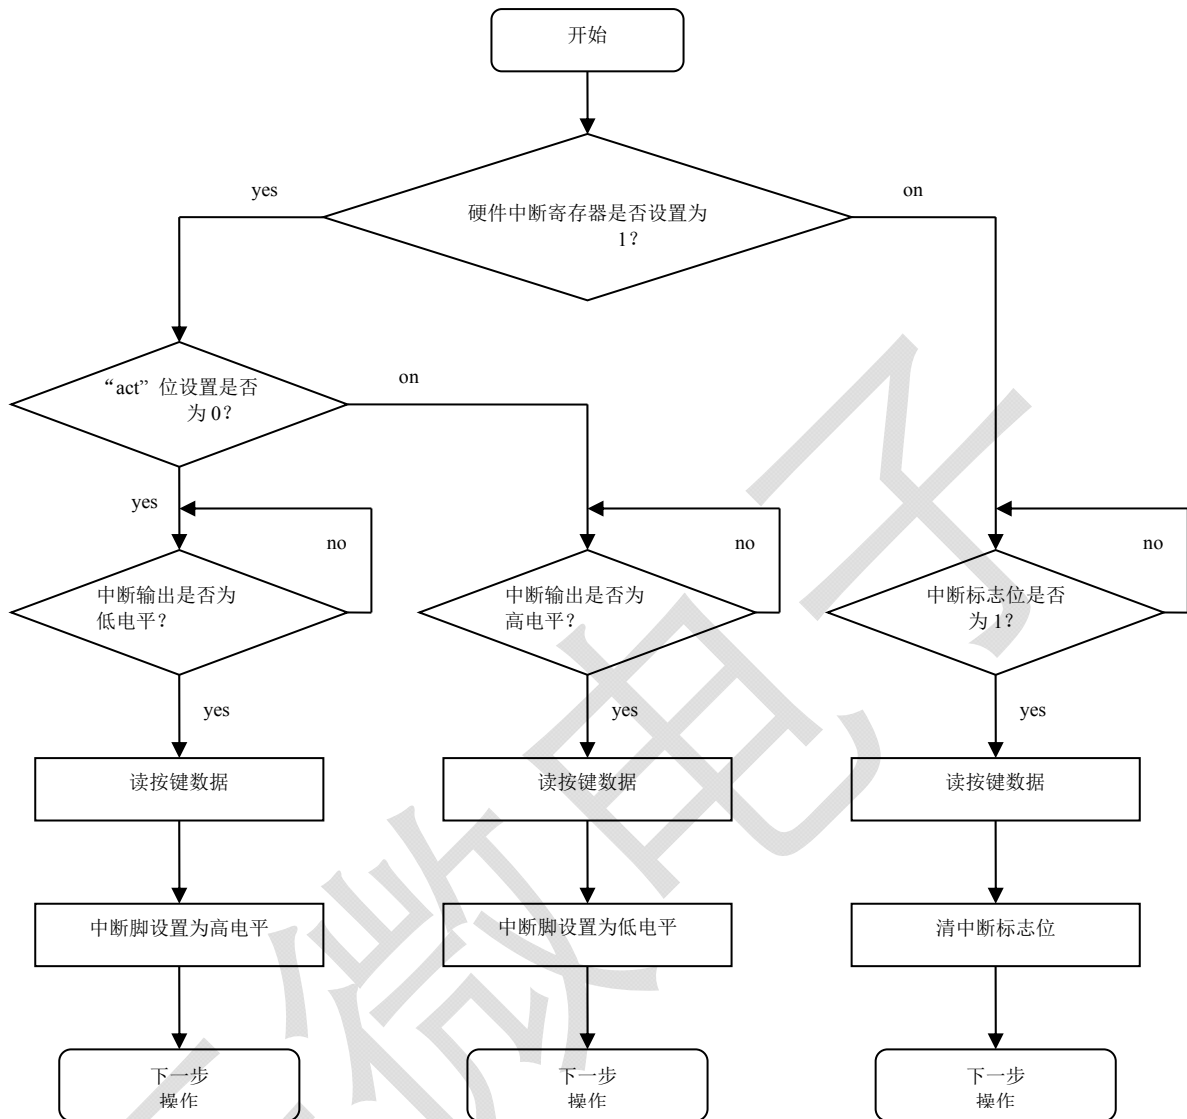 开始
yes
on
硬件中断寄存器是否设置为
1？
“act”位设置是否
为 0？
on
yes
no
no
no
中断输出是否为
低电平？
中断输出是否为
高电平？
中断标志位是否
为 1？
yes
yes
yes
读按键数据
读按键数据
读按键数据
中断脚设置为高电平
中断脚设置为低电平
清中断标志位
下一步
操作
下一步
操作
下一步
操作
微电子